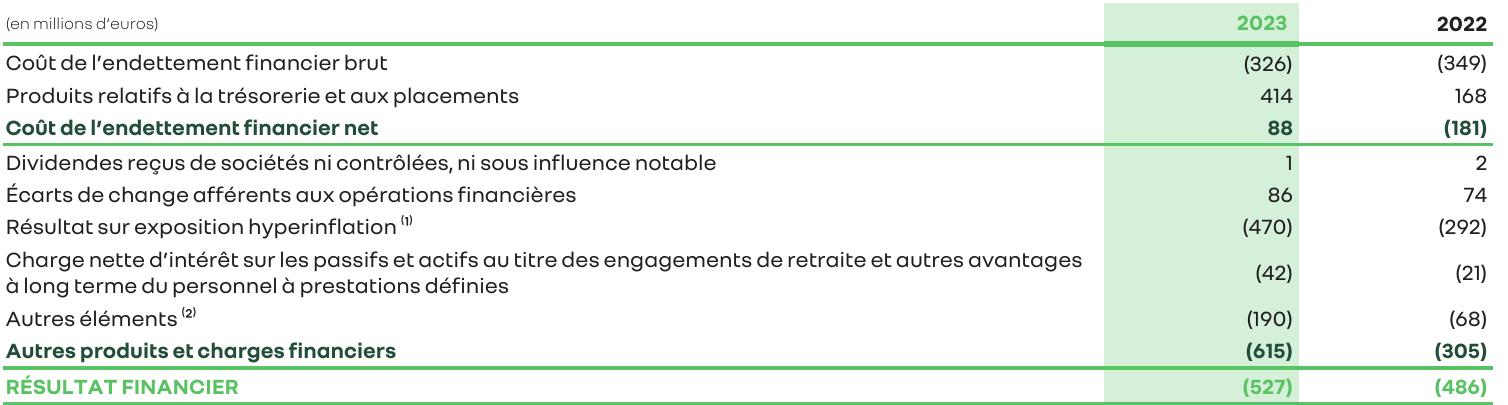 (en millions d’euros) 2023 2022
Coût de l’endettement financier brut (326) (349)
Produits relatifs à la trésorerie et aux placements 414 168
Coût de l’endettement financier net 88 (181)
Dividendes reçus de sociétés ni contrôlées, ni sous influence notable 1 2
Écarts de change afférents aux opérations financières 86 74
Résultat sur exposition hyperinflation (1) (470) (292)
Charge nette d’intérêt sur les passifs et actifs au titre des engagements de retraite et autres avantages
à long terme du personnel à prestations définies (42) (21)
Autres éléments (2) (190) (68)
Autres produits et charges financiers (615) (305)
RÉSULTAT FINANCIER (527) (486)